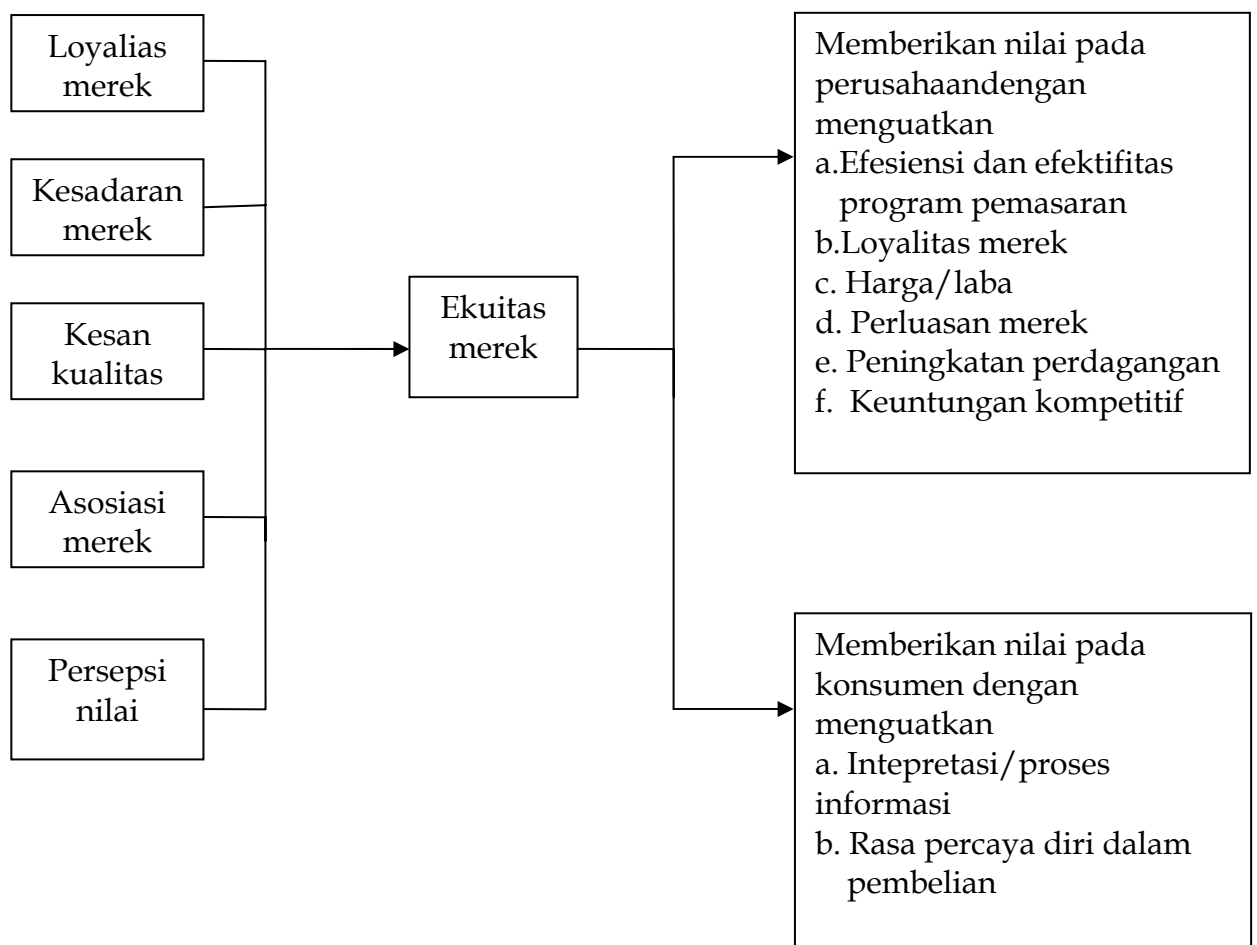 Loyalias
merek
Kesadaran
merek
Kesan
kualitas
Asosiasi
merek
Persepsi
nilai
Ekuitas
merek
Memberikan nilai pada
perusahaandengan
menguatkan
a.Efesiensi dan efektifitas
program pemasaran
b.Loyalitas merek
c. Harga/laba
d. Perluasan merek
e. Peningkatan perdagangan
f. Keuntungan kompetitif
Memberikan nilai pada
konsumen dengan
menguatkan
a. Intepretasi/proses
informasi
b. Rasa percaya diri dalam
pembelian